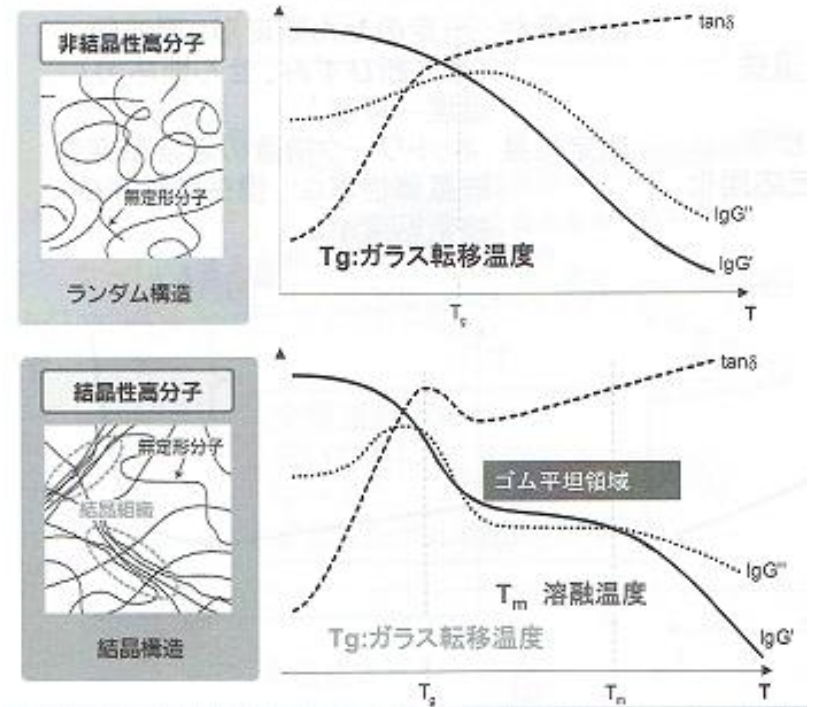 非結晶性高分子
無定形分子
ランダム構造
tanδ
lgG"
lgG'
Tg:ガラス転移温度
Tg
T
結晶性高分子
無定形分子
結晶組織
結晶構造
tanδ
ゴム平坦領域
lgG"
Tm 溶融温度
lgG'
Tg:ガラス転移温度
Tg
Tm
T